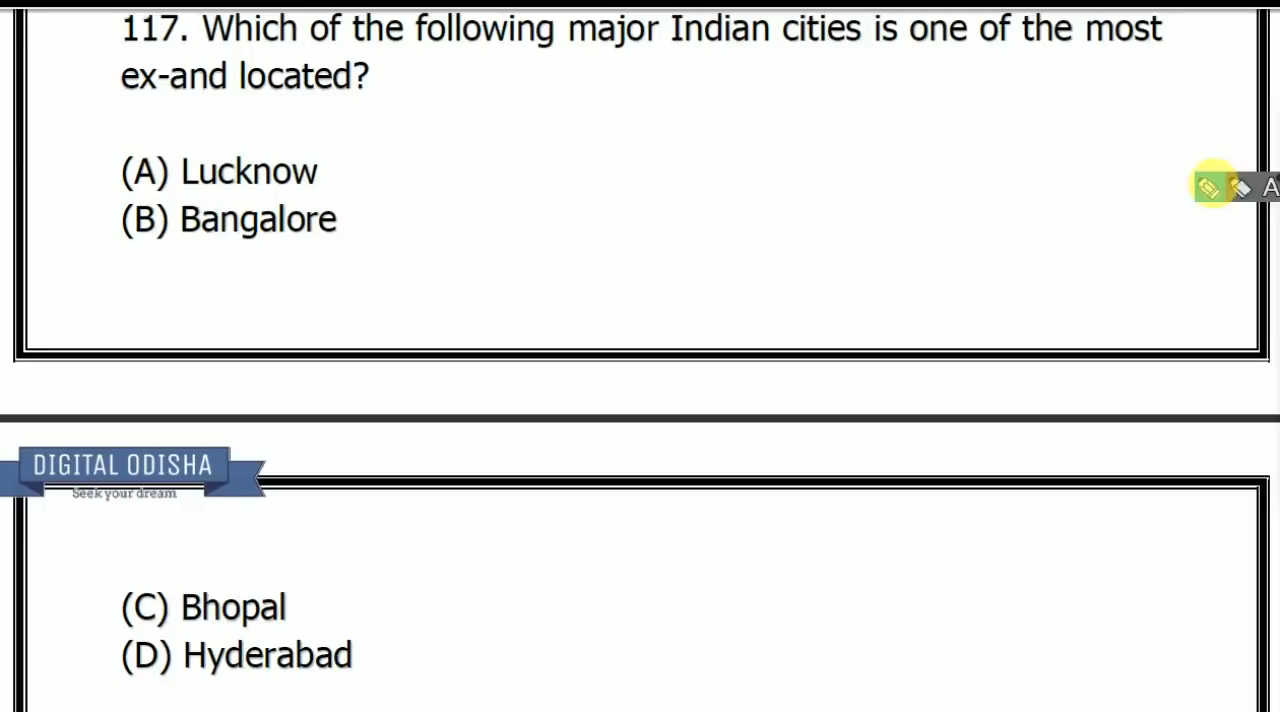 117. Which of the following major Indian cities is one of the most
ex-and located?
(A) Lucknow
(B) Bangalore
A
DIGITAL ODISHA
Seek your dream
(C) Bhopal
(D) Hyderabad